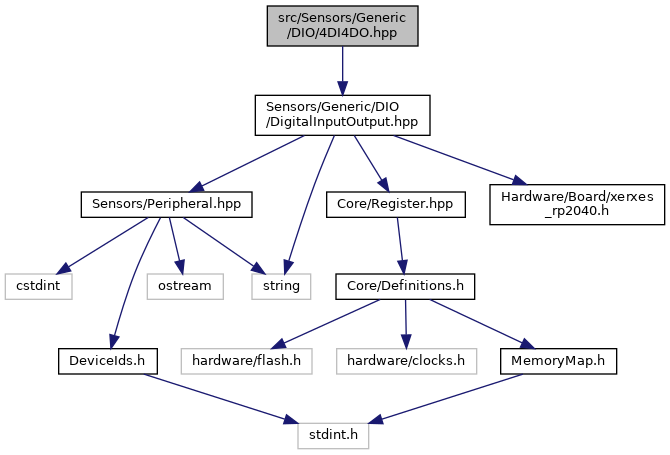 src/Sensors/Generic
/DIO/4DI4DO.hpp
Sensors/Generic/DIO
/DigitalInputOutput.hpp
Sensors/Peripheral.hpp
Core/Register.hpp
Hardware/Board/xerxes
_rp2040.h
cstdint
ostream
string
Core/Definitions.h
DeviceIds.h
hardware/flash.h
hardware/clocks.h
MemoryMap.h
stdint.h